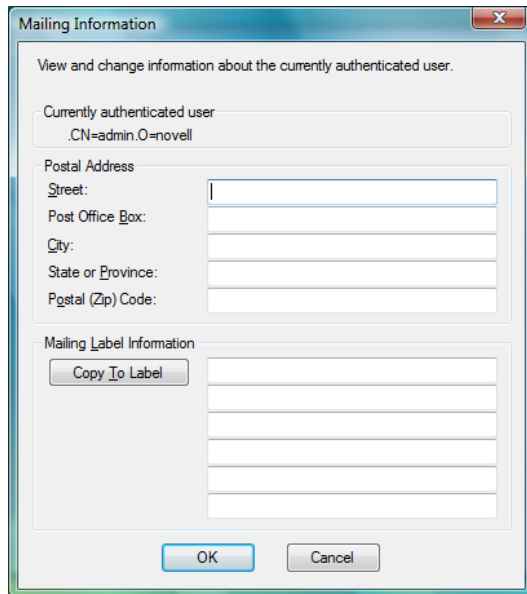 Mailing Information
View and change information about the currently authenticated user.
Currently authenticated user
.CN=admin.O=novell
Postal Address
Street:
Post Office Box:
City:
State or Province:
Postal (Zip) Code:
Mailing Label Information
Copy To Label
OK Cancel